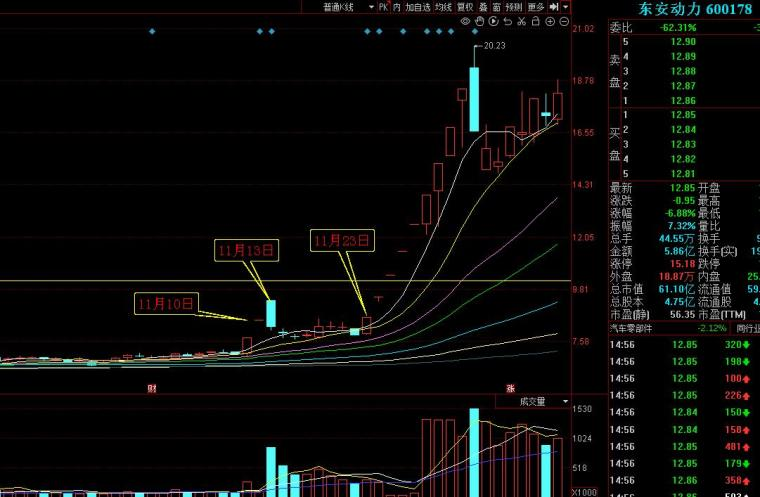 普通K线 PK 内 加自选 均线 复权 叠 富 预测 更多
东安动力 600178
21.02
委比 -62.31%
20.23
卖盘
5 12.90
4 12.89
3 12.88
2 12.87
1 12.86
18.78
买盘
1 12.85
2 12.84
3 12.83
4 12.82
5 12.81
16.55
14.31
最新 12.85 开盘
涨跌 -0.95 最高
涨幅 -6.88% 最低
振幅 7.32% 量比
总手 44.55万 换手
金额 5.86亿 换手(实)
涨停 15.18 跌停
外盘 18.87万 内盘
总市值 61.10亿 流通值
总股本 4.75亿 流通股
市盈(静) 56.35 市盈(TTM)
12.05
11月13日
11月23日
11月10日
9.81
7.58
汽车零部件 -2.12%
14:56 12.85 320
14:56 12.85 198
14:56 12.85 100
14:56 12.85 226
14:56 12.84 150
14:56 12.84 158
14:56 12.85 481
14:56 12.85 179
14:56 12.86 358
财
涨
成交量
1530
1024
518
X1000